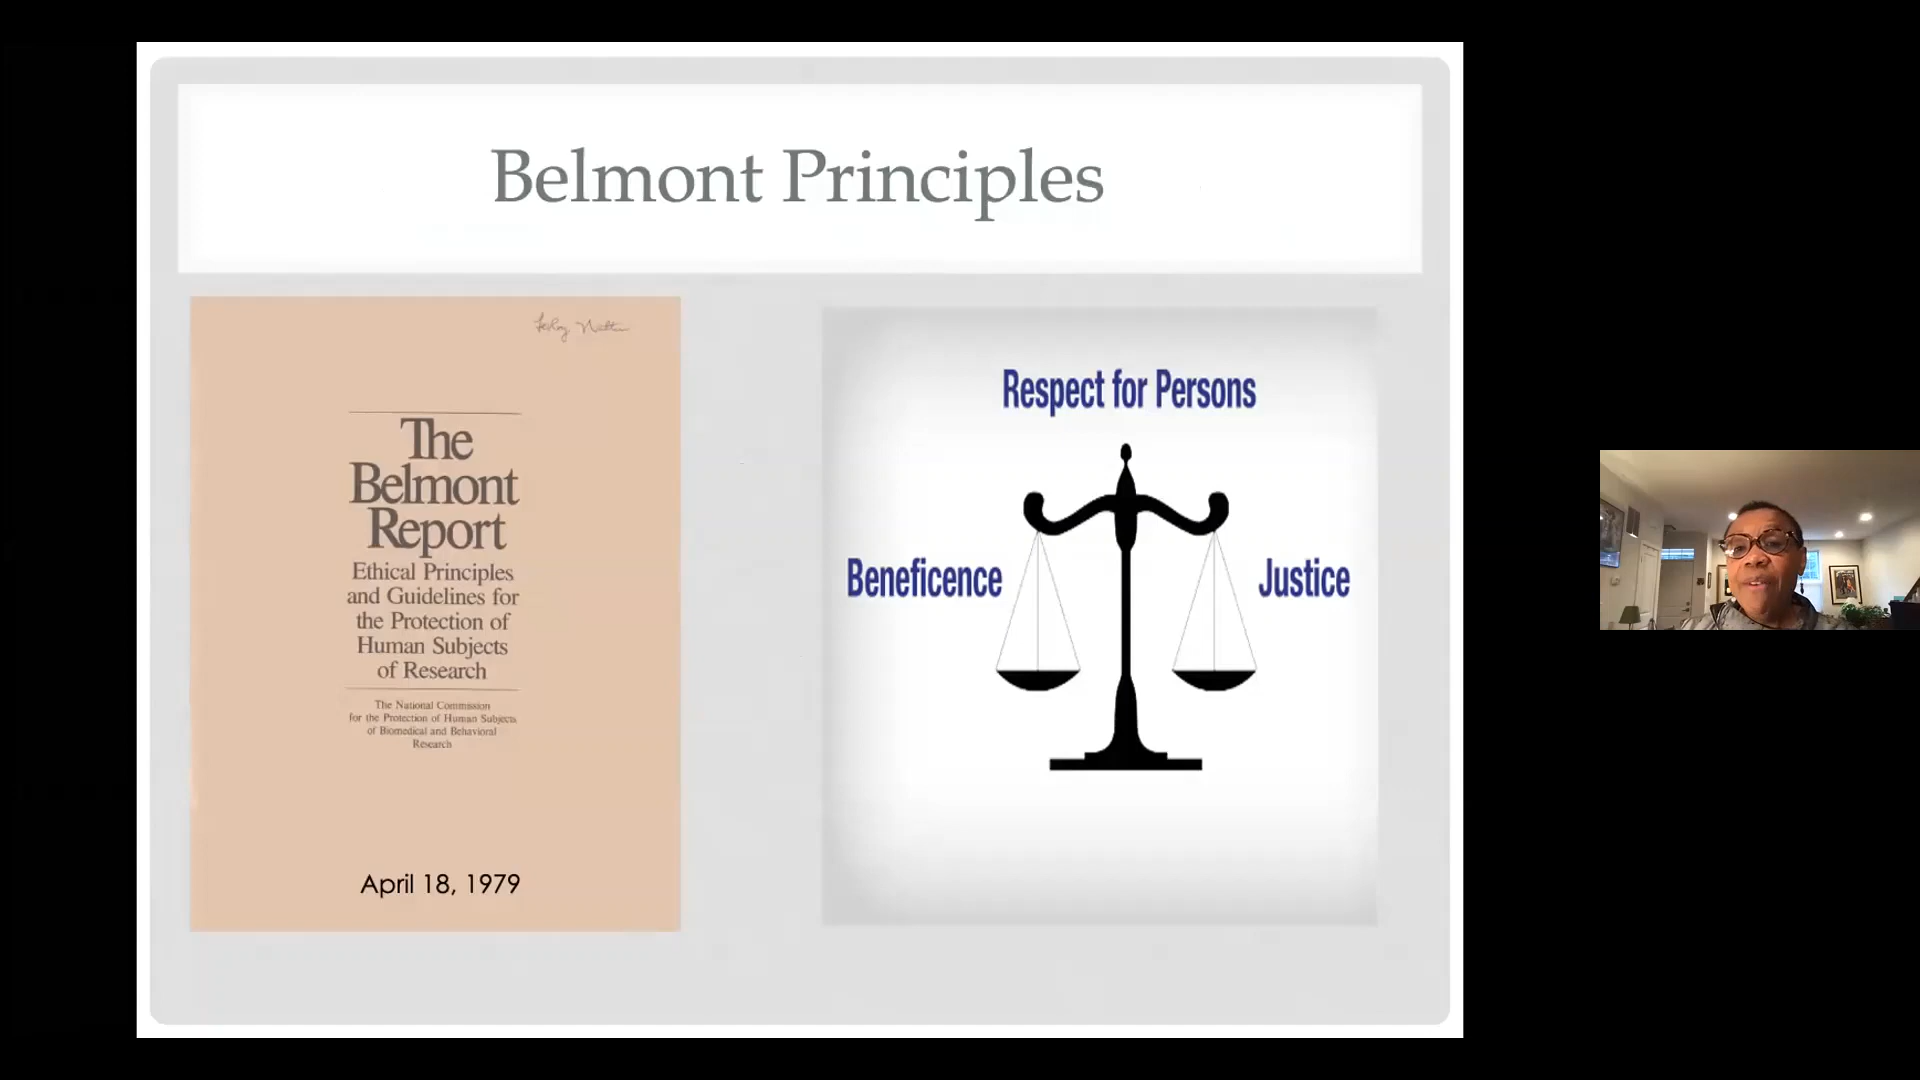 Belmont Principles
The
Belmont
Report
Ethical Principles
and Guidelines for
the Protection of
Human Subjects
of Research
The National Commission
for the Protection of Human Subjects
of Biomedical and Behavioral
Research
April 18, 1979
Respect for Persons
Beneficence
Justice